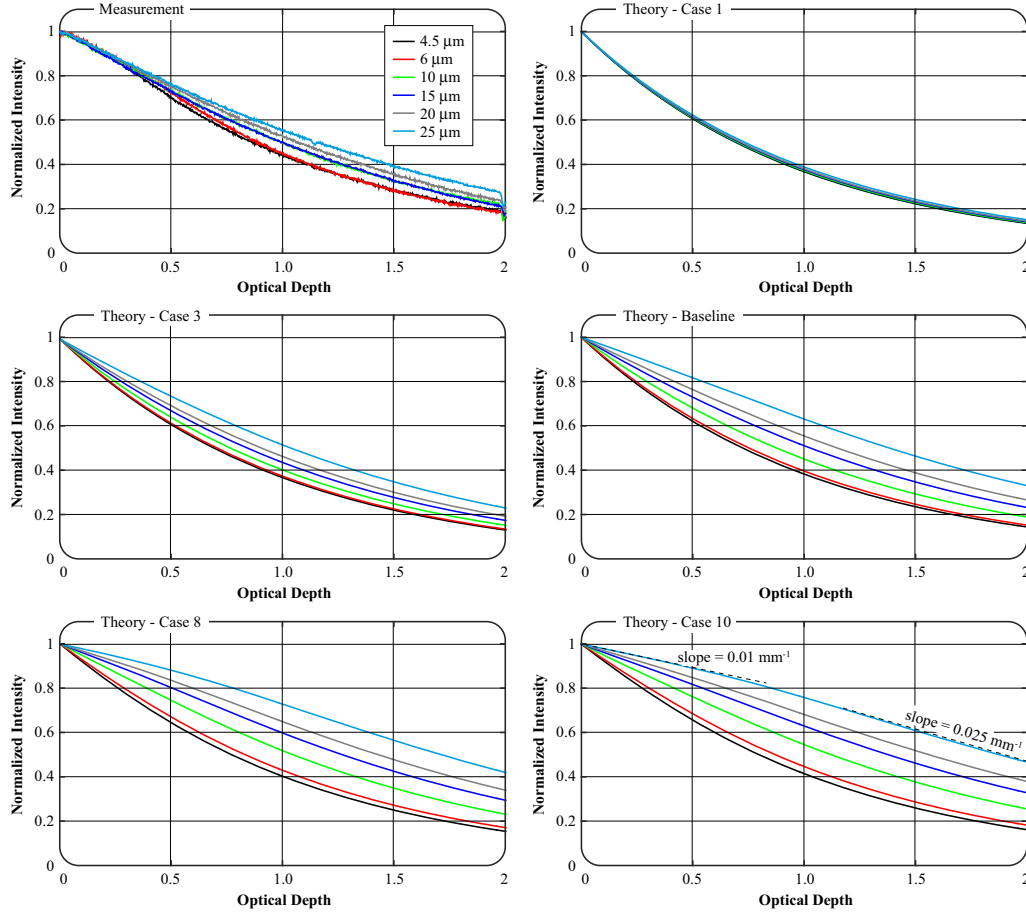 Measurement
Normalized Intensity
1
0.8
0.6
0.4
0.2
0
0
0.5
1.0
1.5
2
Optical Depth
4.5 μm
6 μm
10 μm
15 μm
20 μm
25 μm
Theory - Case 1
Normalized Intensity
1
0.8
0.6
0.4
0.2
0
0
0.5
1.0
1.5
2
Optical Depth
Theory - Case 3
Normalized Intensity
1
0.8
0.6
0.4
0.2
0
0
0.5
1.0
1.5
2
Optical Depth
Theory - Baseline
Normalized Intensity
1
0.8
0.6
0.4
0.2
0
0
0.5
1.0
1.5
2
Optical Depth
Theory - Case 8
Normalized Intensity
1
0.8
0.6
0.4
0.2
0
0
0.5
1.0
1.5
2
Optical Depth
Theory - Case 10
Normalized Intensity
1
0.8
0.6
0.4
0.2
0
slope = 0.01 mm⁻¹
slope = 0.025 mm⁻¹
0
0.5
1.0
1.5
2
Optical Depth